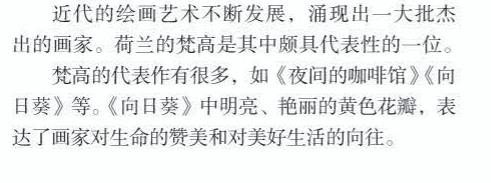 近代的绘画艺术不断发展，涌现出一大批杰
出的画家。荷兰的梵高是其中颇具代表性的一位。
梵高的代表作有很多，如《夜间的咖啡馆》《向
日葵》等。《向日葵》中明亮、艳丽的黄色花瓣，表
达了画家对生命的赞美和对美好生活的向往。